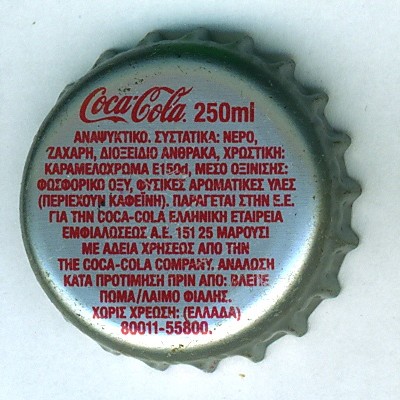 Coca-Cola 250ml
ΑΝΑΨΥΚΤΙΚΟ. ΣΥΣΤΑΤΙΚΑ: ΝΕΡΟ,
ΖΑΧΑΡΗ, ΔΙΟΞΕΙΔΙΟ ΑΝΘΡΑΚΑ, ΧΡΩΣΤΙΚΗ:
ΚΑΡΑΜΕΛΟΧΡΩΜΑ E150d, ΜΕΣΟ ΟΞΙΝΙΣΗΣ:
ΦΩΣΦΟΡΙΚΟ ΟΞΥ, ΦΥΣΙΚΕΣ ΑΡΩΜΑΤΙΚΕΣ ΥΛΕΣ
(ΠΕΡΙΕΧΟΥΝ ΚΑΦΕΪΝΗ). ΠΑΡΑΓΕΤΑΙ ΣΤΗΝ Ε.Ε.
ΓΙΑ ΤΗΝ COCA-COLA ΕΛΛΗΝΙΚΗ ΕΤΑΙΡΕΙΑ
ΕΜΦΙΑΛΩΣΕΩΣ Α.Ε. 151 25 ΜΑΡΟΥΣΙ
ΜΕ ΑΔΕΙΑ ΧΡΗΣΕΩΣ ΑΠΟ ΤΗΝ
THE COCA-COLA COMPANY. ΑΝΑΛΩΣΗ
ΚΑΤΑ ΠΡΟΤΙΜΗΣΗ ΠΡΙΝ ΑΠΟ: ΒΛΕΠΕ
ΠΩΜΑ/ΛΑΙΜΟ ΦΙΑΛΗΣ.
ΧΩΡΙΣ ΧΡΕΩΣΗ: (ΕΛΛΑΔΑ)
80011-55800.